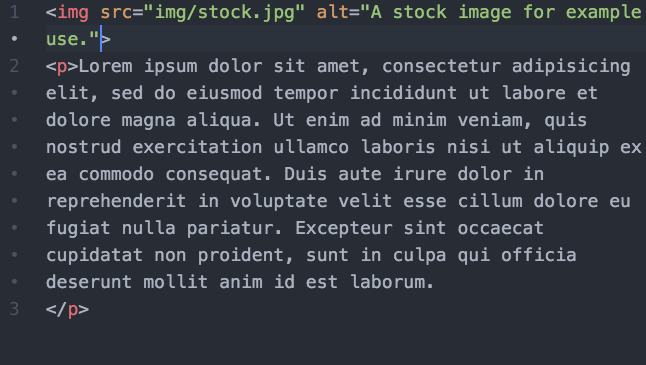 1 <img src="img/stock.jpg" alt="A stock image for example
• use.">
2 <p>Lorem ipsum dolor sit amet, consectetur adipisicing
• elit, sed do eiusmod tempor incididunt ut labore et
• dolore magna aliqua. Ut enim ad minim veniam, quis
• nostrud exercitation ullamco laboris nisi ut aliquip ex
• ea commodo consequat. Duis aute irure dolor in
• reprehenderit in voluptate velit esse cillum dolore eu
• fugiat nulla pariatur. Excepteur sint occaecat
• cupidatat non proident, sunt in culpa qui officia
• deserunt mollit anim id est laborum.
3 </p>